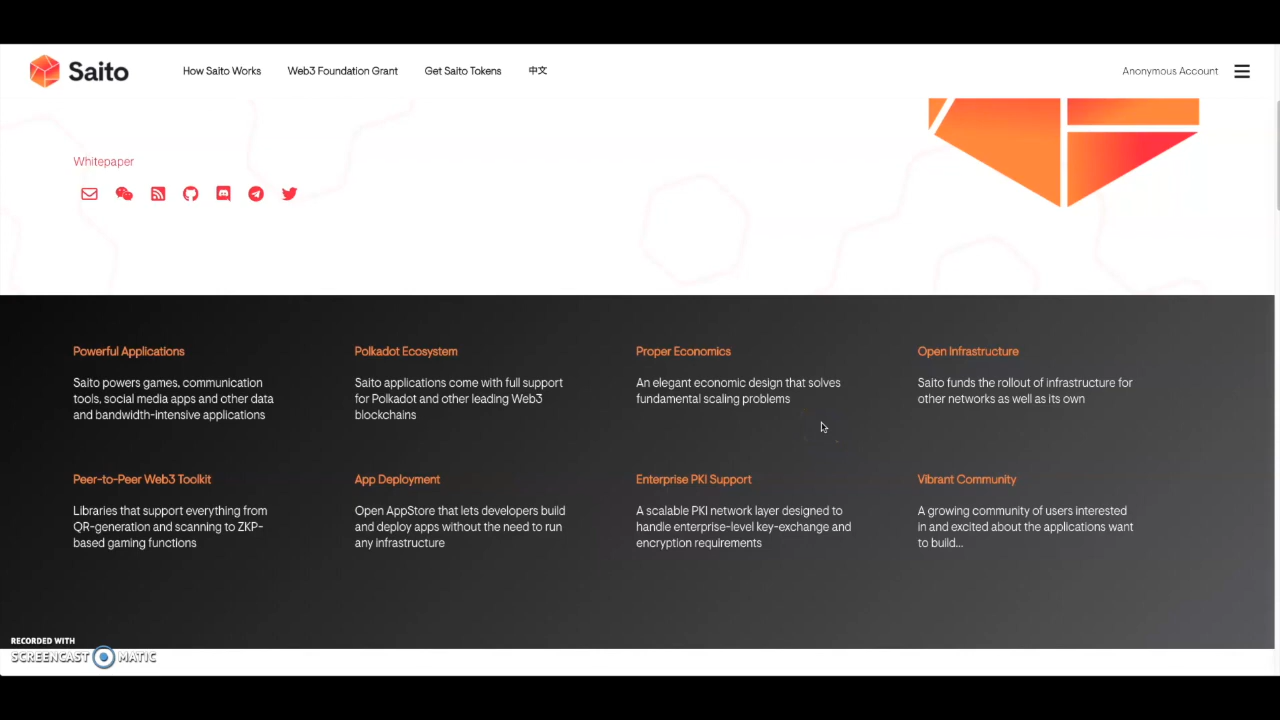 Saito
How Saito Works
Web3 Foundation Grant
Get Saito Tokens
中文
Anonymous Account
Whitepaper
Powerful Applications
Saito powers games, communication
tools, social media apps and other data
and bandwidth-intensive applications
Polkadot Ecosystem
Saito applications come with full support
for Polkadot and other leading Web3
blockchains
Proper Economics
An elegant economic design that solves
fundamental scaling problems
Open Infrastructure
Saito funds the rollout of infrastructure for
other networks as well as its own
Peer-to-Peer Web3 Toolkit
Libraries that support everything from
QR-generation and scanning to ZKP-
based gaming functions
App Deployment
Open AppStore that lets developers build
and deploy apps without the need to run
any infrastructure
Enterprise PKI Support
A scalable PKI network layer designed to
handle enterprise-level key-exchange and
encryption requirements
Vibrant Community
A growing community of users interested
in and excited about the applications want
to build...
RECORDED WITH
SCREENCAST MATIC